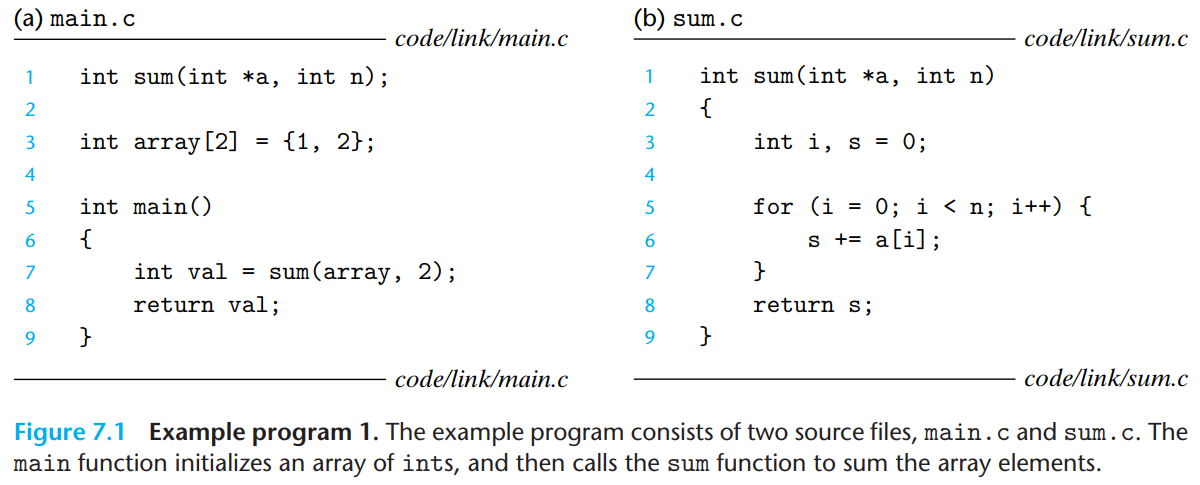 (a) main.c
code/link/main.c
1 int sum(int *a, int n);
2
3 int array[2] = {1, 2};
4
5 int main()
6 {
7 int val = sum(array, 2);
8 return val;
9 }
code/link/main.c
(b) sum.c
code/link/sum.c
1 int sum(int *a, int n)
2 {
3 int i, s = 0;
4
5 for (i = 0; i < n; i++) {
6 s += a[i];
7 }
8 return s;
9 }
code/link/sum.c
Figure 7.1 Example program 1. The example program consists of two source files, main.c and sum.c. The
main function initializes an array of ints, and then calls the sum function to sum the array elements.